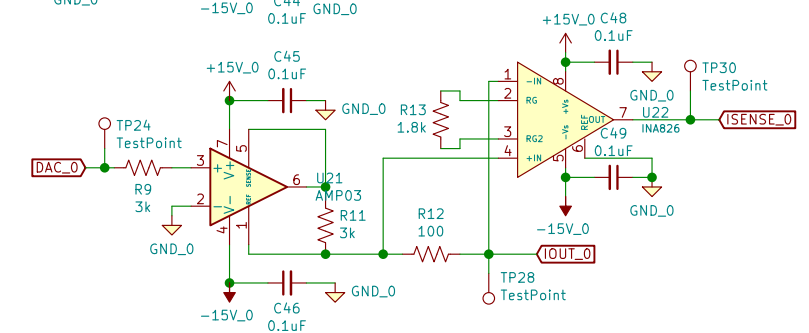 GND_0
-15V_0
C44
0.1uF
GND_0
+15V_0
C45
0.1uF
GND_0
TP24
TestPoint
DAC_0
R9
3k
GND_0
3
2
7
5
4
1
6
+
-
V+
V-
SENSE
REF
U21
AMP03
R11
3k
-15V_0
C46
0.1uF
GND_0
R12
100
TP28
TestPoint
IOUT_0
R13
1.8k
1
2
3
4
-IN
RG
RG2
+IN
8
+Vs
-Vs
5
REF
6
OUT
7
U22
INA826
+15V_0
C48
0.1uF
GND_0
C49
0.1uF
GND_0
-15V_0
TP30
TestPoint
ISENSE_0